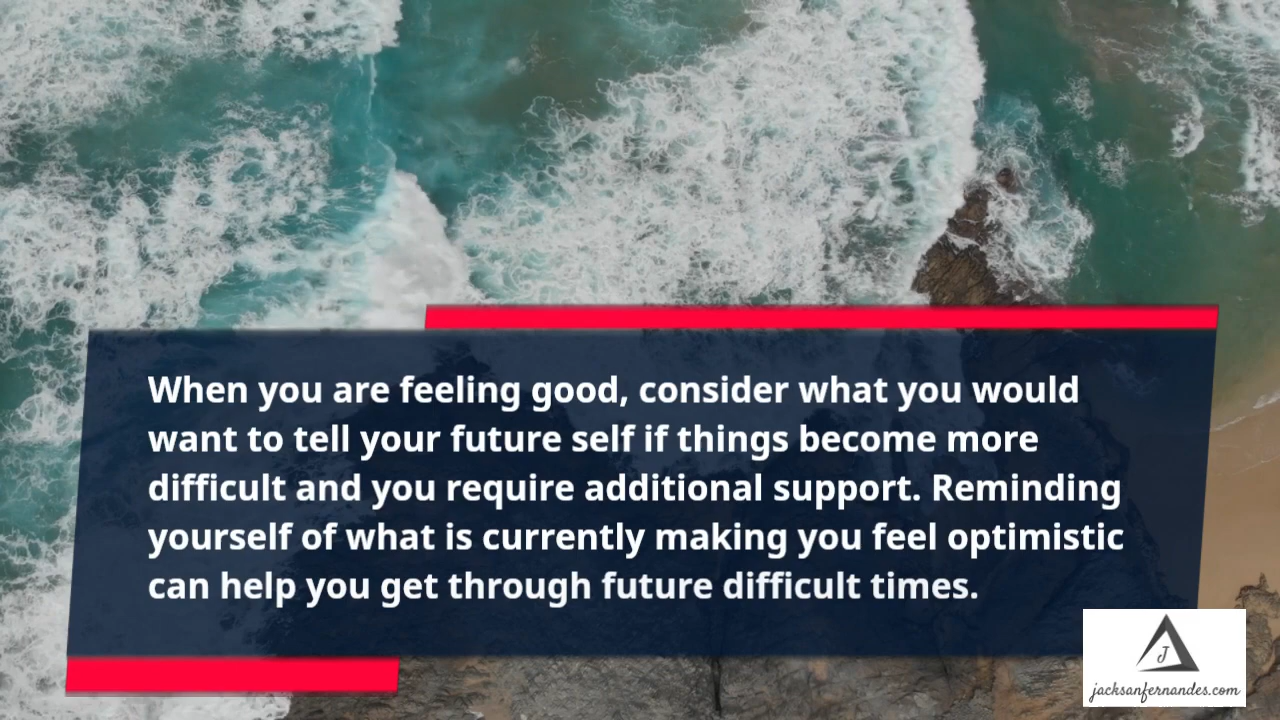 When you are feeling good, consider what you would
want to tell your future self if things become more
difficult and you require additional support. Reminding
yourself of what is currently making you feel optimistic
can help you get through future difficult times.
J
jacksanfernandes.com